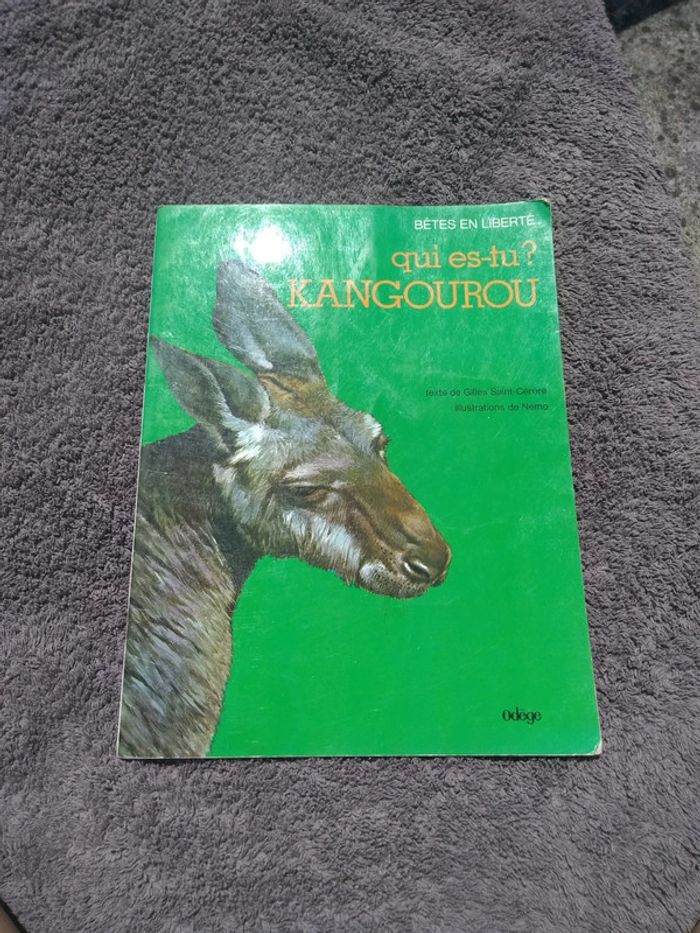 BÊTES EN LIBERTÉ
qui es-tu?
KANGOUROU
texte de Gilles Saint-Cérère
illustrations de Nemo
odège